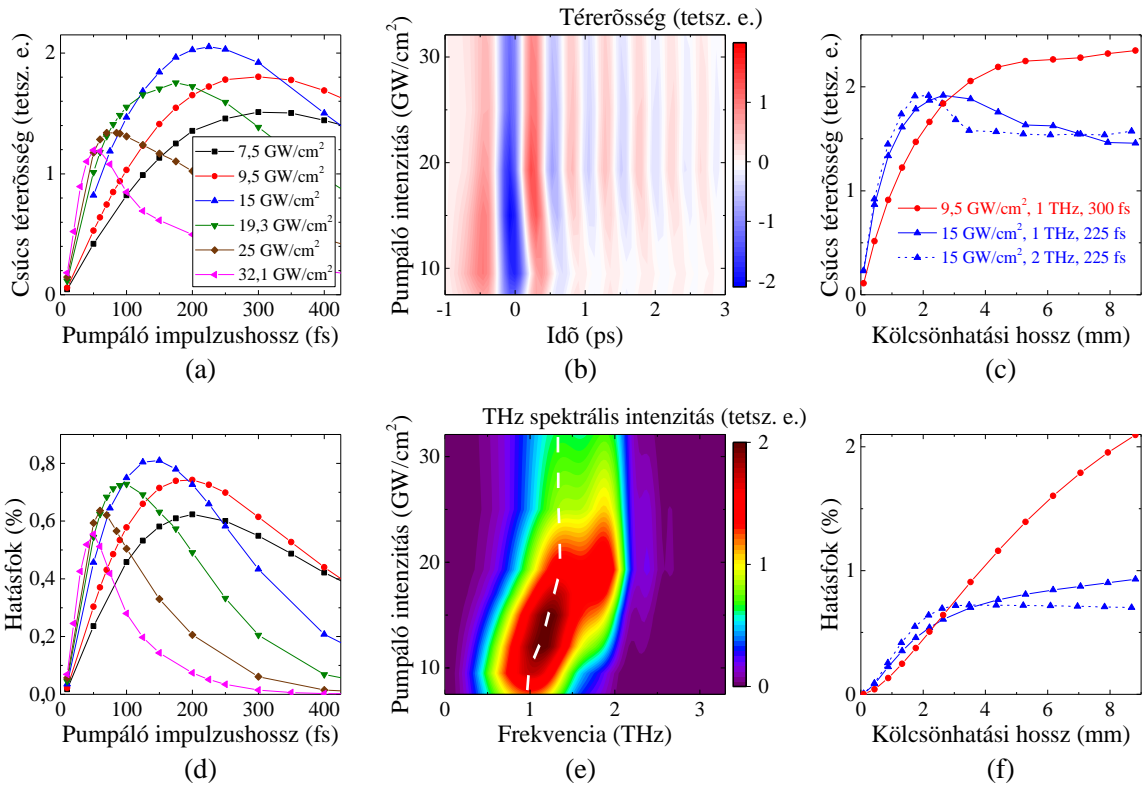 Csúcs térerõsség (tetsz. e.)
2
1
0
0 100 200 300 400
Pumpáló impulzushossz (fs)
7,5 GW/cm²
9,5 GW/cm²
15 GW/cm²
19,3 GW/cm²
25 GW/cm²
32,1 GW/cm²
(a)
Térerõsség (tetsz. e.)
Pumpáló intenzitás (GW/cm²)
30
20
10
-1 0 1 2 3
Idõ (ps)
1
0
-1
-2
(b)
Csúcs térerõsség (tetsz. e.)
2
1
0
0 2 4 6 8
Kölcsönhatási hossz (mm)
9,5 GW/cm², 1 THz, 300 fs
15 GW/cm², 1 THz, 225 fs
15 GW/cm², 2 THz, 225 fs
(c)
Hatásfok (%)
0,8
0,6
0,4
0,2
0,0
0 100 200 300 400
Pumpáló impulzushossz (fs)
(d)
THz spektrális intenzitás (tetsz. e.)
Pumpáló intenzitás (GW/cm²)
30
20
10
0 1 2 3
Frekvencia (THz)
2
1
0
(e)
Hatásfok (%)
2
1
0
0 2 4 6 8
Kölcsönhatási hossz (mm)
(f)